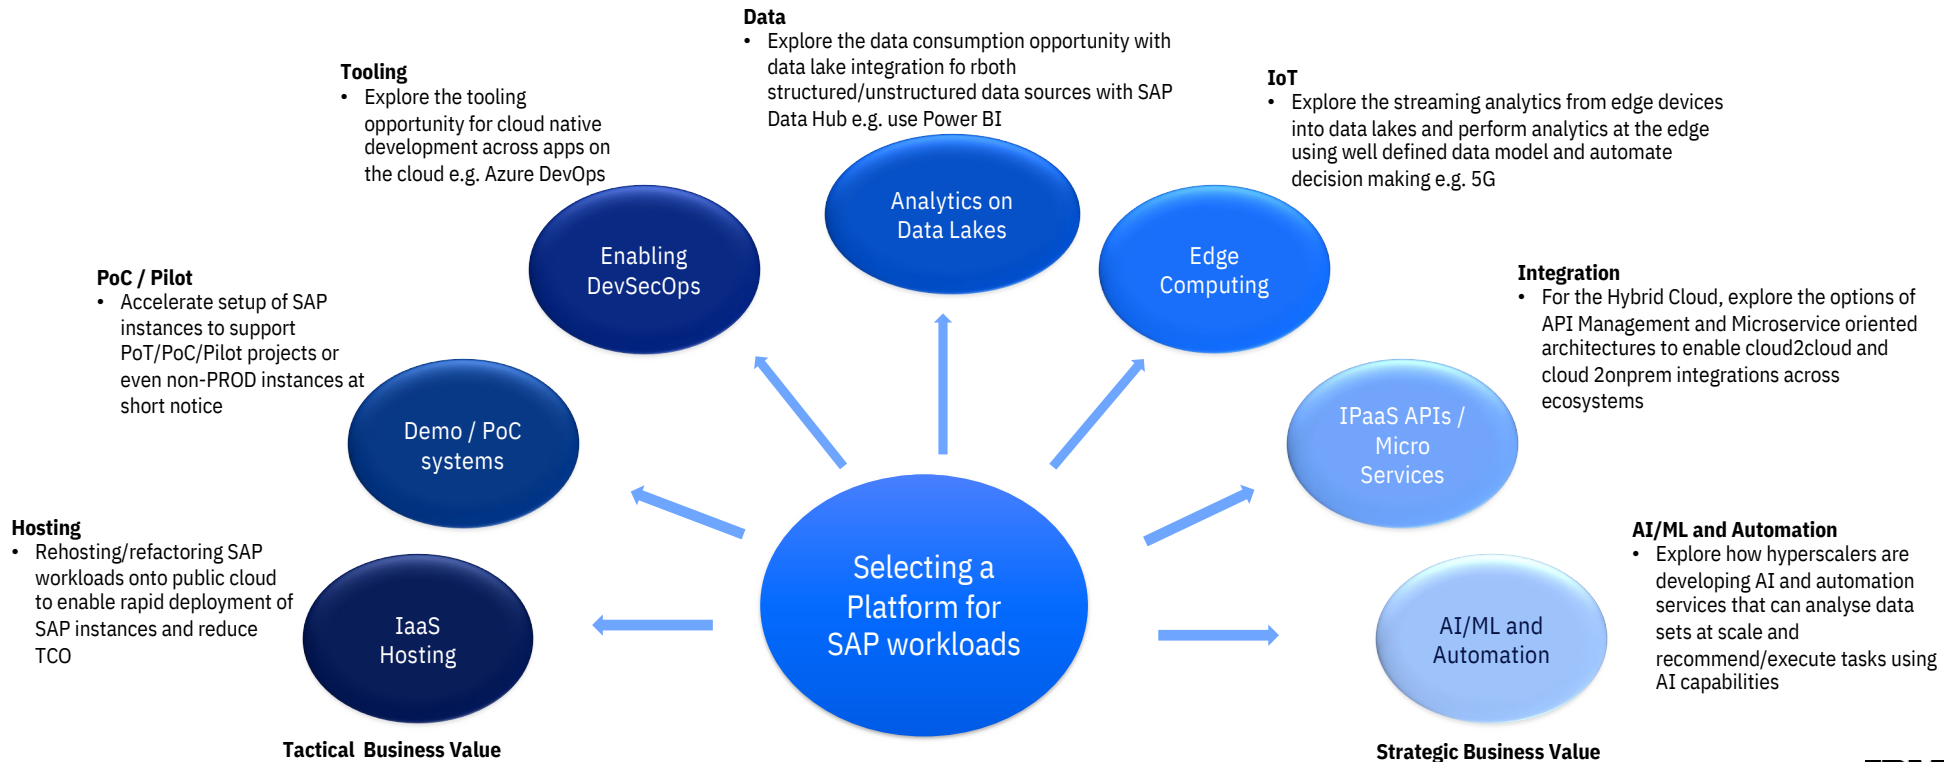 Data
• Explore the data consumption opportunity with
data lake integration fo rboth
structured/unstructured data sources with SAP
Data Hub e.g. use Power BI
Tooling
• Explore the tooling
opportunity for cloud native
development across apps on
the cloud e.g. Azure DevOps
IoT
• Explore the streaming analytics from edge devices
into data lakes and perform analytics at the edge
using well defined data model and automate
decision making e.g. 5G
Analytics on
Data Lakes
Enabling
DevSecOps
Edge
Computing
PoC / Pilot
• Accelerate setup of SAP
instances to support
PoT/PoC/Pilot projects or
even non-PROD instances at
short notice
Integration
• For the Hybrid Cloud, explore the options of
API Management and Microservice oriented
architectures to enable cloud2cloud and
cloud 2onprem integrations across
ecosystems
Demo / PoC
systems
IPaaS APIs /
Micro
Services
Hosting
• Rehosting/refactoring SAP
workloads onto public cloud
to enable rapid deployment of
SAP instances and reduce
TCO
AI/ML and Automation
• Explore how hyperscalers are
developing AI and automation
services that can analyse data
sets at scale and
recommend/execute tasks using
AI capabilities
Selecting a
Platform for
SAP workloads
IaaS
Hosting
AI/ML and
Automation
Tactical Business Value
Strategic Business Value